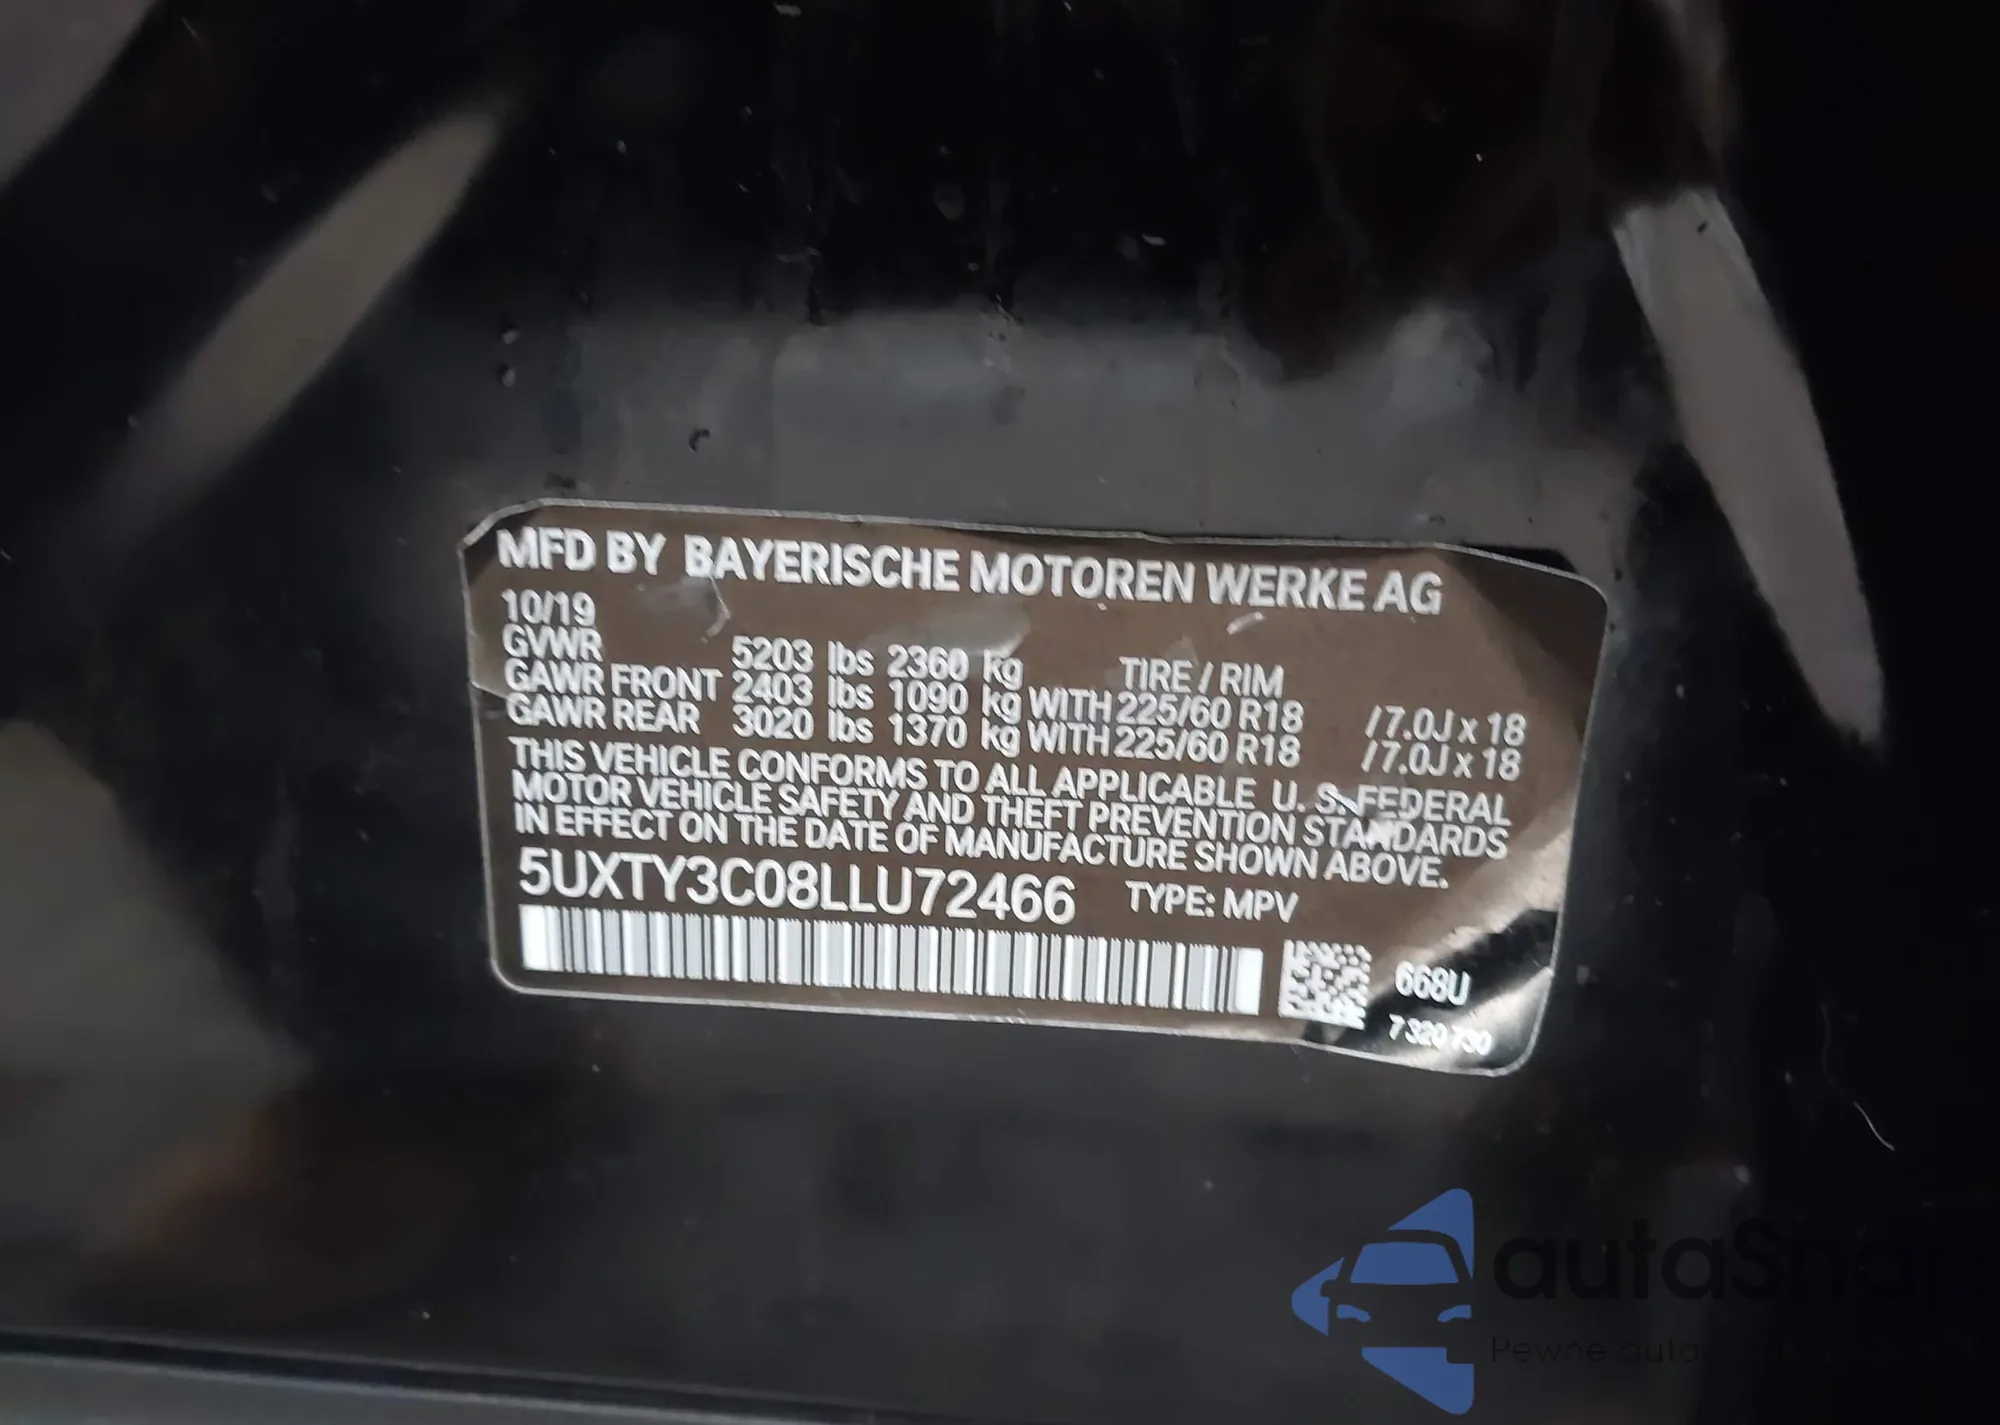 MFD BY BAYERISCHE MOTOREN WERKE AG
10/19
GVWR 5203 lbs 2360 kg TIRE / RIM
GAWR FRONT 2403 lbs 1090 kg WITH 225/60 R18 /7.0J x 18
GAWR REAR 3020 lbs 1370 kg WITH 225/60 R18 /7.0J x 18
THIS VEHICLE CONFORMS TO ALL APPLICABLE U. S. FEDERAL
MOTOR VEHICLE SAFETY AND THEFT PREVENTION STANDARDS
IN EFFECT ON THE DATE OF MANUFACTURE SHOWN ABOVE.
5UXTY3C08LLU72466 TYPE: MPV
668U
7 320 730
autaSnap
Pewne auta